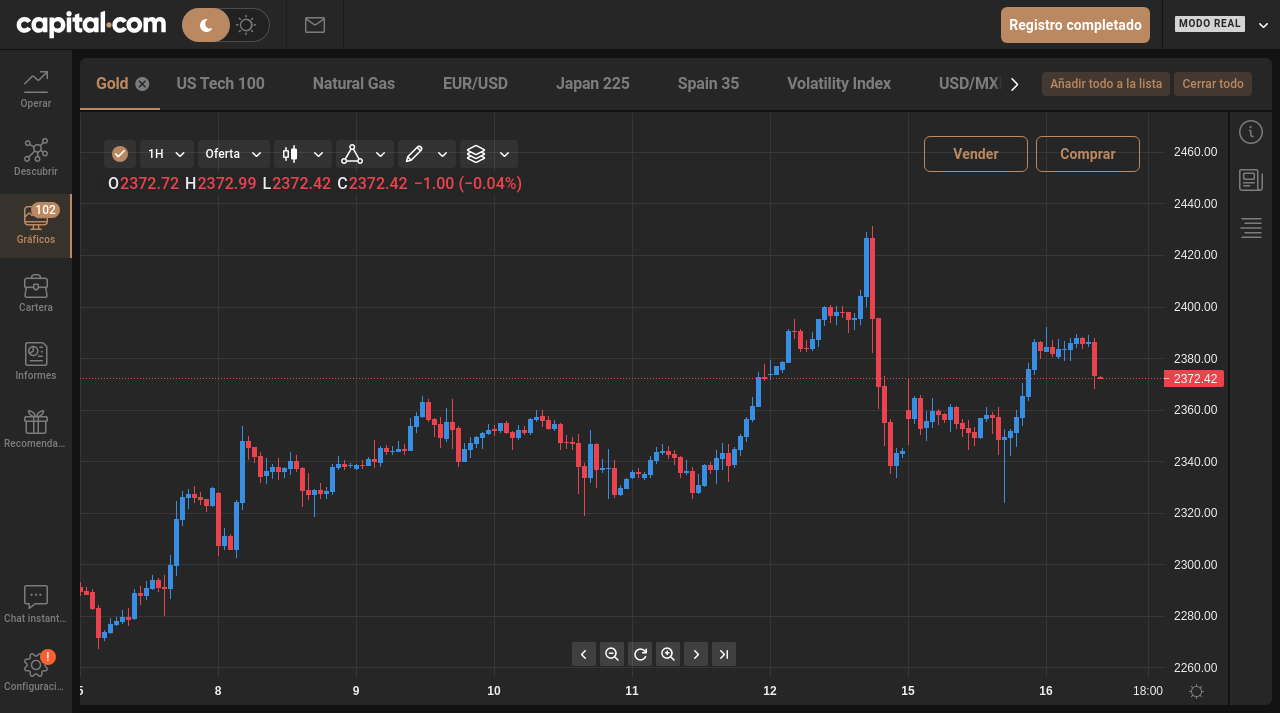 capital.com
Registro completado
MODO REAL
Operar
Descubrir
102
Gráficos
Cartera
Informes
Recomenda...
Chat instant...
!
Configuraci...
Gold
US Tech 100
Natural Gas
EUR/USD
Japan 225
Spain 35
Volatility Index
USD/MX
Añadir todo a la lista
Cerrar todo
1H
Oferta
Vender
Comprar
O2372.72 H2372.99 L2372.42 C2372.42 −1.00 (−0.04%)
2460.00
2440.00
2420.00
2400.00
2380.00
2372.42
2360.00
2340.00
2320.00
2300.00
2280.00
2260.00
5 8 9 10 11 12 15 16 18:00